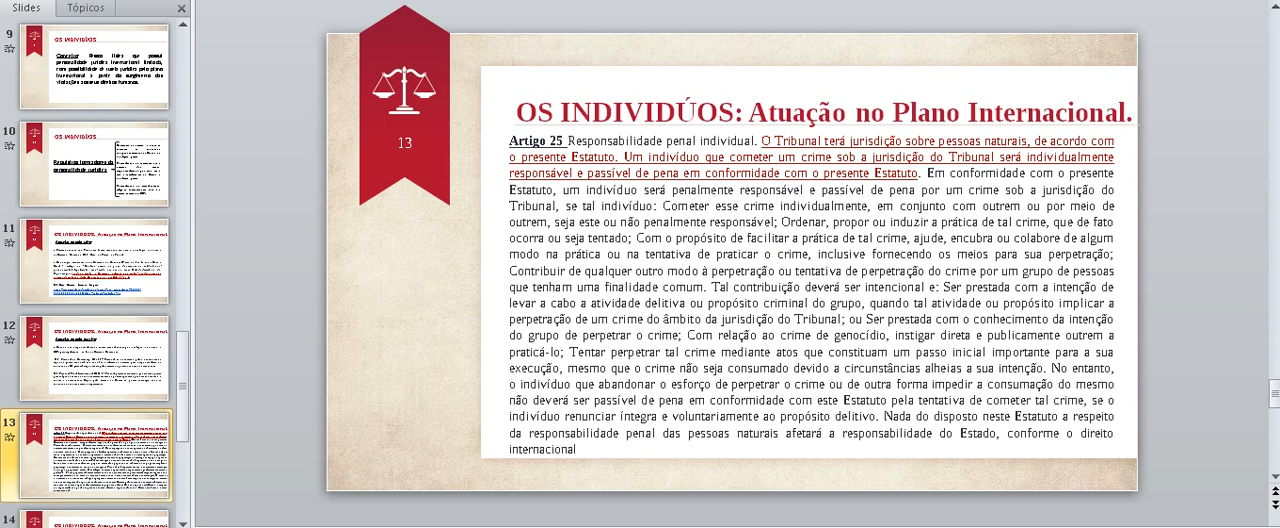 Slides Tópicos
9
OS INDIVIDÚOS
10
OS INDIVIDÚOS
11
12
13
14
13
OS INDIVIDÚOS: Atuação no Plano Internacional.
Artigo 25 Responsabilidade penal individual. O Tribunal terá jurisdição sobre pessoas naturais, de acordo com
o presente Estatuto. Um indivíduo que cometer um crime sob a jurisdição do Tribunal será individualmente
responsável e passível de pena em conformidade com o presente Estatuto. Em conformidade com o presente
Estatuto, um indivíduo será penalmente responsável e passível de pena por um crime sob a jurisdição do
Tribunal, se tal indivíduo: Cometer esse crime individualmente, em conjunto com outrem ou por meio de
outrem, seja este ou não penalmente responsável; Ordenar, propor ou induzir a prática de tal crime, que de fato
ocorra ou seja tentado; Com o propósito de facilitar a prática de tal crime, ajude, encubra ou colabore de algum
modo na prática ou na tentativa de praticar o crime, inclusive fornecendo os meios para sua perpetração;
Contribuir de qualquer outro modo à perpetração ou tentativa de perpetração do crime por um grupo de pessoas
que tenham uma finalidade comum. Tal contribuição deverá ser intencional e: Ser prestada com a intenção de
levar a cabo a atividade delitiva ou propósito criminal do grupo, quando tal atividade ou propósito implicar a
perpetração de um crime do âmbito da jurisdição do Tribunal; ou Ser prestada com o conhecimento da intenção
do grupo de perpetrar o crime; Com relação ao crime de genocídio, instigar direta e publicamente outrem a
praticá-lo; Tentar perpetrar tal crime mediante atos que constituam um passo inicial importante para a sua
execução, mesmo que o crime não seja consumado devido a circunstâncias alheias a sua intenção. No entanto,
o indivíduo que abandonar o esforço de perpetrar o crime ou de outra forma impedir a consumação do mesmo
não deverá ser passível de pena em conformidade com este Estatuto pela tentativa de cometer tal crime, se o
indivíduo renunciar íntegra e voluntariamente ao propósito delitivo. Nada do disposto neste Estatuto a respeito
da responsabilidade penal das pessoas naturais afetará a responsabilidade do Estado, conforme o direito
internacional